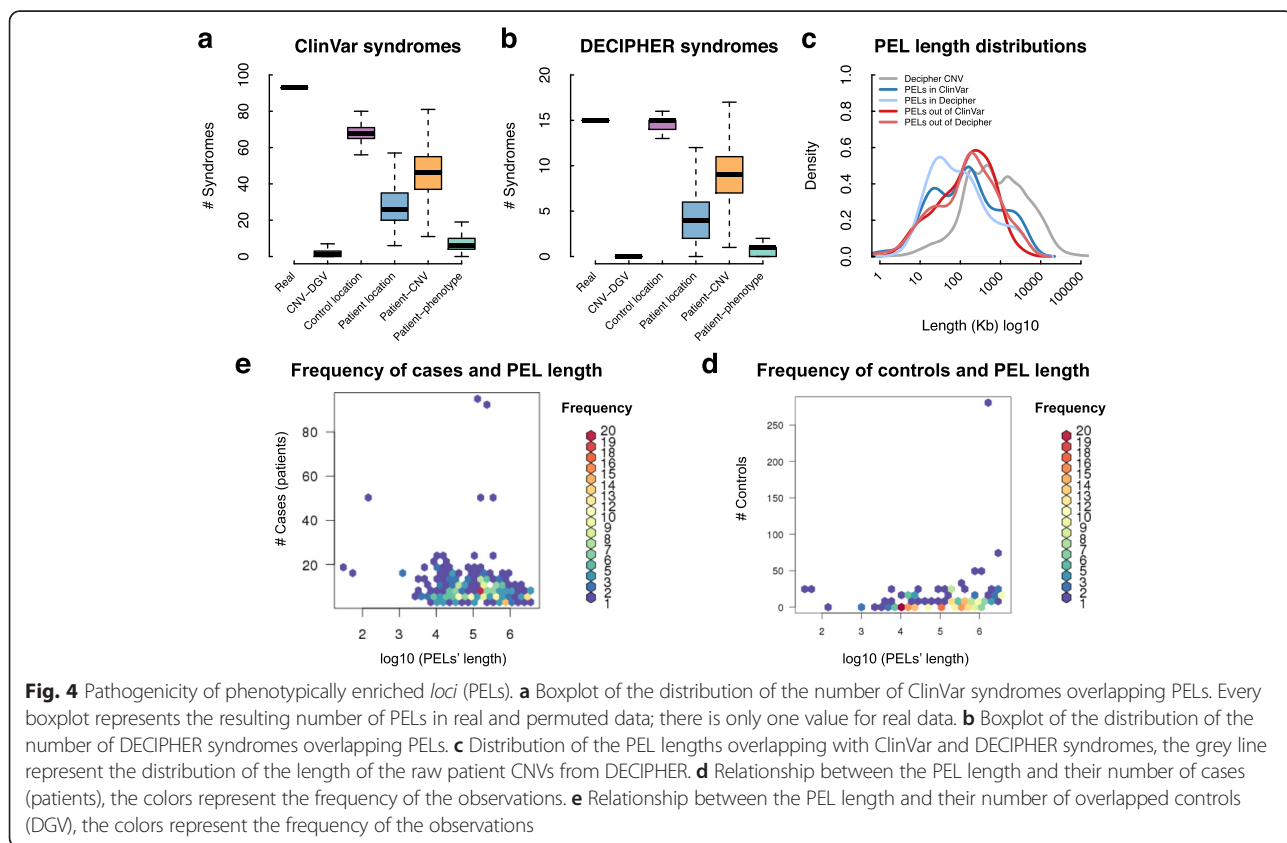 a
ClinVar syndromes
# Syndromes
100
80
60
40
20
0
Real
CNV–DGV
Control location
Patient location
Patient–CNV
Patient–phenotype
b
DECIPHER syndromes
# Syndromes
20
15
10
5
0
Real
CNV–DGV
Control location
Patient location
Patient–CNV
Patient–phenotype
c
PEL length distributions
Decipher CNV
PELs in ClinVar
PELs in Decipher
PELs out of ClinVar
PELs out of Decipher
Density
1.0
0.8
0.6
0.4
0.2
0.0
1
10
100
1000
10000
100000
Length (Kb) log10
e
Frequency of cases and PEL length
# Cases (patients)
80
60
40
20
2 3 4 5 6
log10 (PELs' length)
Frequency
20
19
18
16
15
14
13
12
10
9
8
7
6
5
3
2
1
d
Frequency of controls and PEL length
# Controls
250
200
150
100
50
0
2 3 4 5 6
log10 (PELs' length)
Frequency
20
19
18
16
15
14
13
12
10
9
8
7
6
5
3
2
1
Fig. 4 Pathogenicity of phenotypically enriched loci (PELs). a Boxplot of the distribution of the number of ClinVar syndromes overlapping PELs. Every
boxplot represents the resulting number of PELs in real and permuted data; there is only one value for real data. b Boxplot of the distribution of the
number of DECIPHER syndromes overlapping PELs. c Distribution of the PEL lengths overlapping with ClinVar and DECIPHER syndromes, the grey line
represent the distribution of the length of the raw patient CNVs from DECIPHER. d Relationship between the PEL length and their number of cases
(patients), the colors represent the frequency of the observations. e Relationship between the PEL length and their number of overlapped controls
(DGV), the colors represent the frequency of the observations